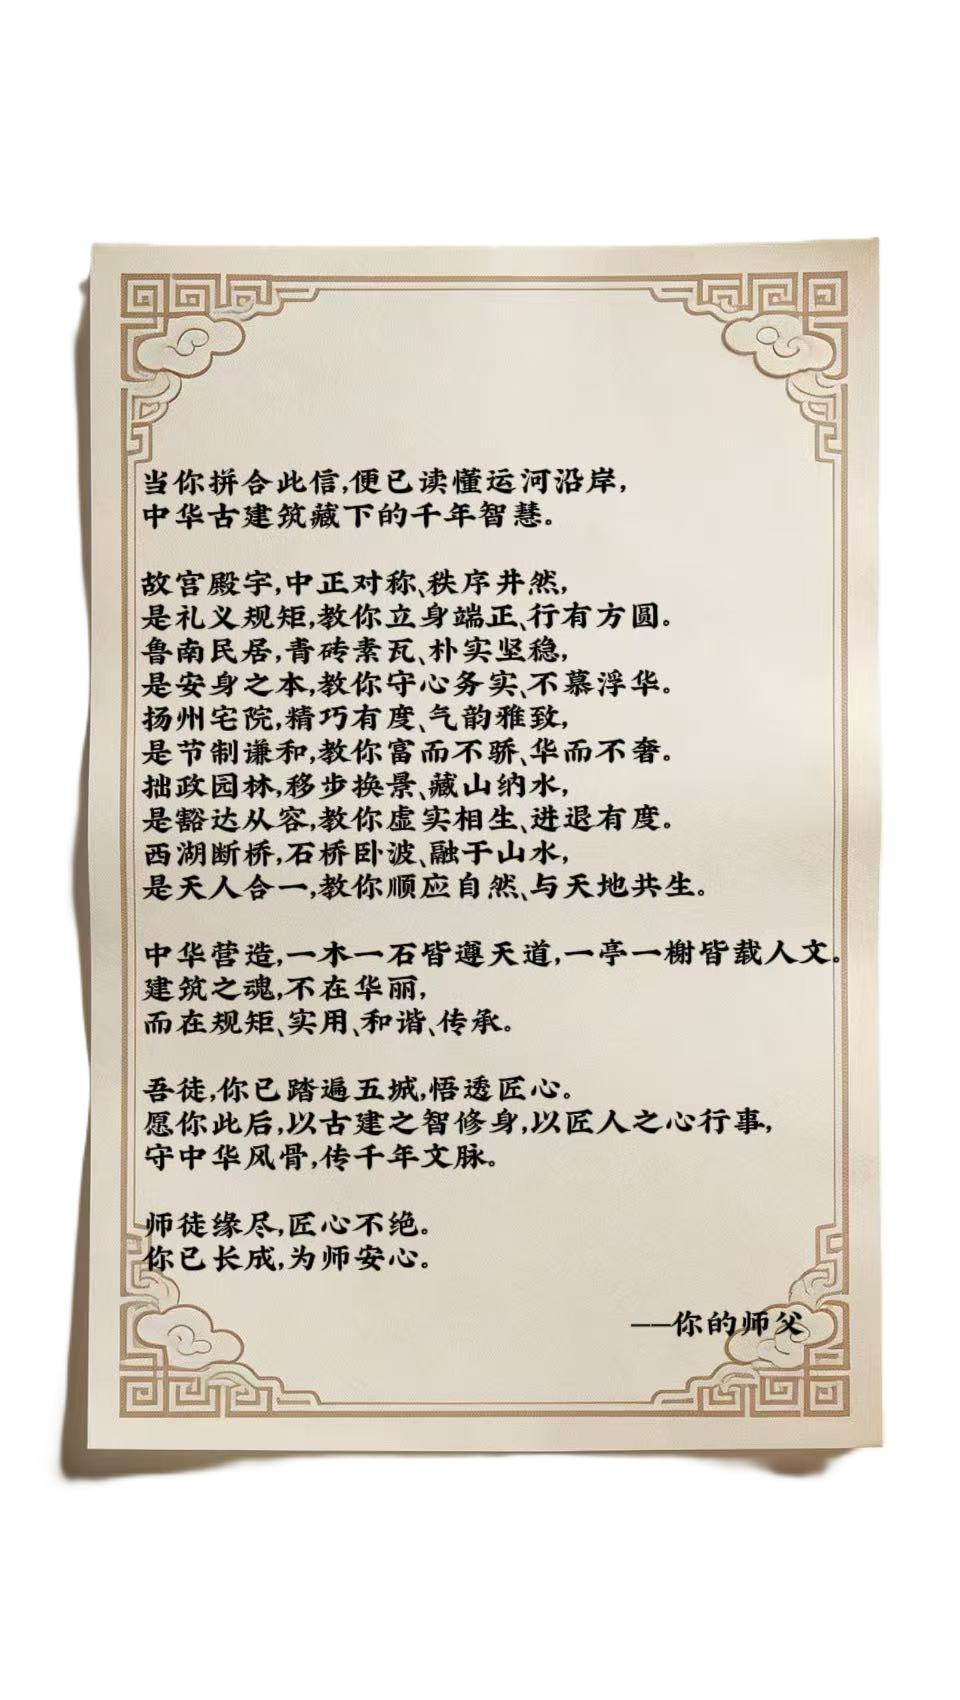 当你拼合此信,便已读懂运河沿岸,
中华古建筑藏下的千年智慧。
故宫殿宇,中正对称、秩序井然,
是礼义规矩,教你立身端正、行有方圆。
鲁南民居,青砖素瓦、朴实坚稳,
是安身之本,教你守心务实、不慕浮华。
扬州宅院,精巧有度、气韵雅致,
是节制谦和,教你富而不骄、华而不奢。
拙政园林,移步换景、藏山纳水,
是豁达从容,教你虚实相生、进退有度。
西湖断桥,石桥卧波、融于山水,
是天人合一,教你顺应自然、与天地共生。
中华营造,一木一石皆遵天道,一亭一榭皆载人文。
建筑之魂,不在华丽,
而在规矩、实用、和谐、传承。
吾徒,你已踏遍五城,悟透匠心。
愿你此后,以古建之智修身,以匠人之心行事,
守中华风骨,传千年文脉。
师徒缘尽,匠心不绝。
你已长成,为师安心。
——你的师父